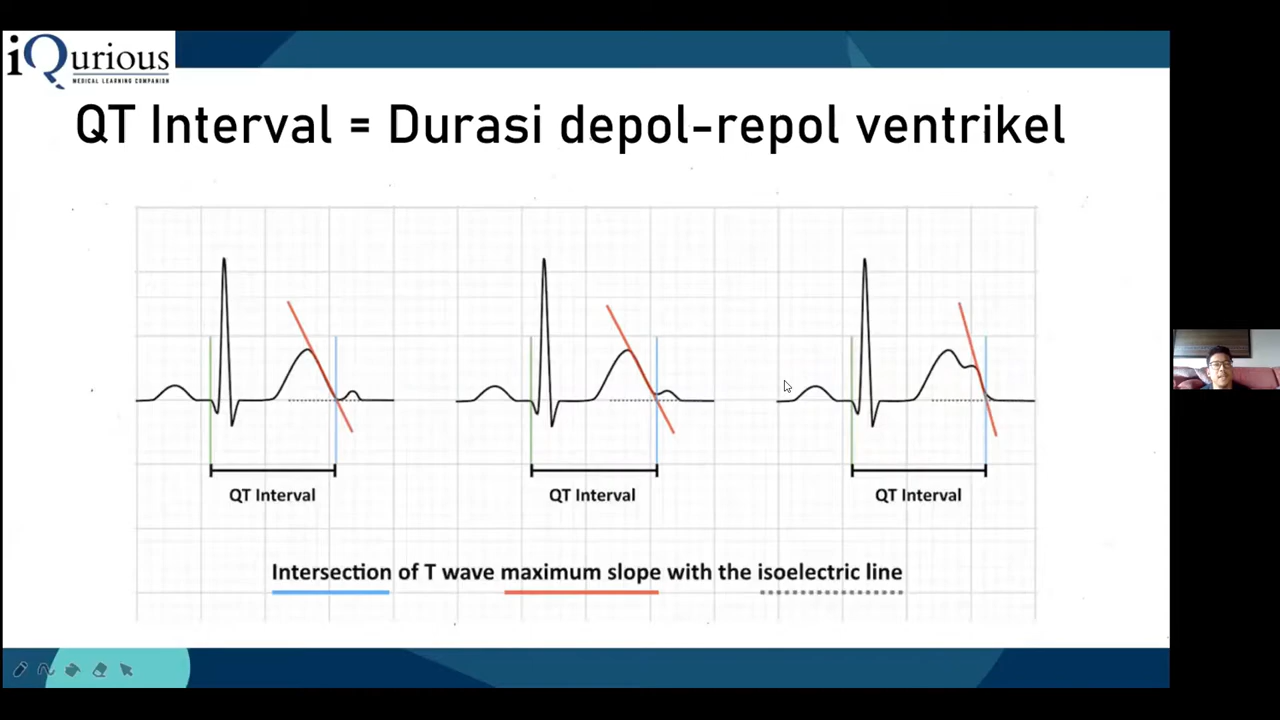 iQurious
MEDICAL LEARNING COMPANION
QT Interval = Durasi depol-repol ventrikel
QT Interval
QT Interval
QT Interval
Intersection of T wave maximum slope with the isoelectric line